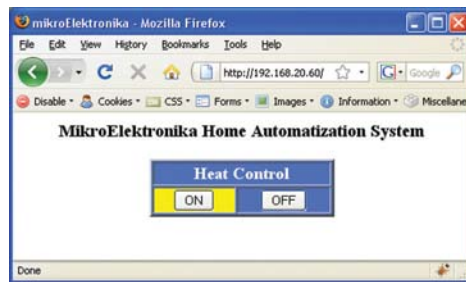 mikroElektronika - Mozilla Firefox
File Edit View History Bookmarks Tools Help
http://192.168.20.60/ G Google
Disable Cookies CSS Forms Images Information Miscellane
MikroElektronika Home Automatization System
Heat Control
ON OFF
Done